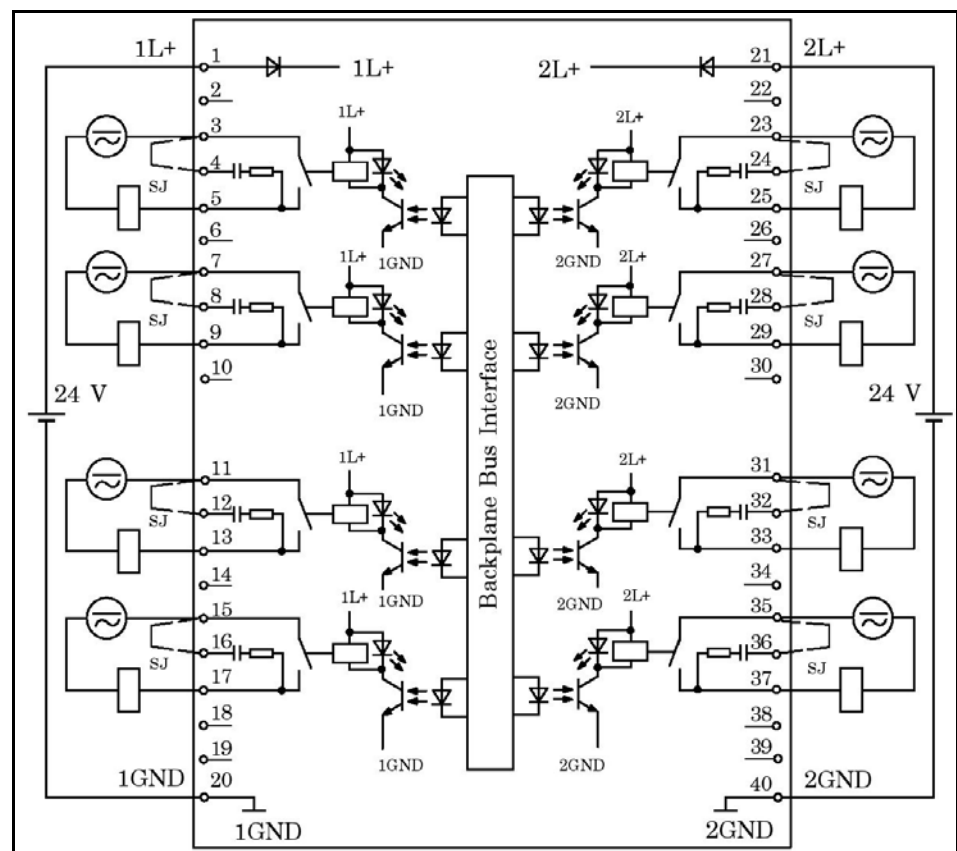 1L+ 1 1L+ 2L+ 21 2L+
2 22
3 1L+ 2L+ 23
4 24
SJ SJ
5 25
6 1GND 2GND 26
7 1L+ 2L+ 27
8 28
SJ SJ
9 29
10 30
24 V 1GND 2GND 24 V
Backplane Bus Interface
11 1L+ 2L+ 31
12 32
SJ SJ
13 33
14 1GND 2GND 34
15 1L+ 2L+ 35
16 36
SJ SJ
17 37
18 38
19 1GND 2GND 39
1GND 20 40 2GND
1GND 2GND